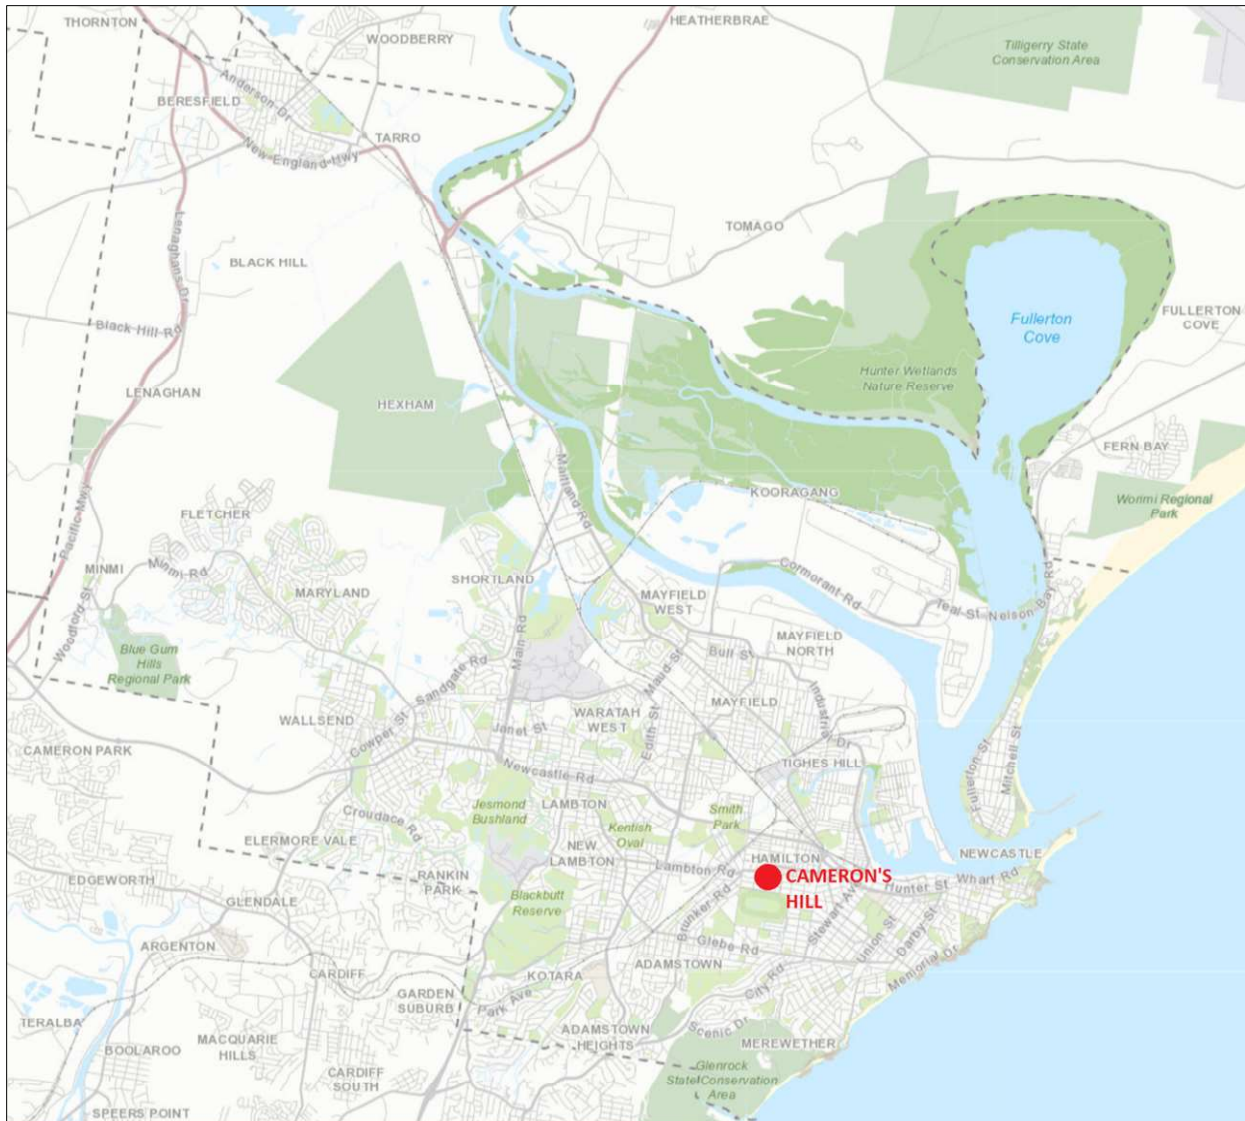 THORNTON
WOODBERRY
HEATHERBRAE
Tilligerry State
Conservation Area
Anderson Dr
BERESFIELD
TARRO
New England Hwy
Lenaghans Dr
TOMAGO
BLACK HILL
Black Hill Rd
Fullerton
Cove
FULLERTON
COVE
Hunter Wetlands
Nature Reserve
LENAGHAN
HEXHAM
FERN BAY
Maitland Rd
KOORAGANG
Worimi Regional
Park
Pacific Mwy
FLETCHER
MINMI
Minmi Rd
MARYLAND
SHORTLAND
Cormorant Rd
Woodford St
MAYFIELD
WEST
Teal St
Nelson Bay Rd
Main Rd
MAYFIELD
NORTH
Blue Gum
Hills
Regional Park
Bull St
Sandgate Rd
Maud St
Industrial Dr
MAYFIELD
WALLSEND
WARATAH
WEST
Cowper St
Janet St
Edith St
CAMERON PARK
Fullerton St
Mitchell St
TIGHES HILL
Newcastle Rd
Jesmond
Bushland
LAMBTON
Smith
Park
Croudace Rd
Kentish
Oval
ELERMORE VALE
NEW
LAMBTON
HAMILTON
NEWCASTLE
Lambton Rd
CAMERON'S
HILL
Hunter St
Wharf Rd
RANKIN
PARK
EDGEWORTH
Blackbutt
Reserve
GLENDALE
Brunker Rd
Stewart Ave
Union St
Darby St
ARGENTON
Glebe Rd
Memorial Dr
CARDIFF
KOTARA
ADAMSTOWN
City Rd
GARDEN
SUBURB
Park Ave
TERALBA
Scenic Dr
MACQUARIE
HILLS
ADAMSTOWN
HEIGHTS
MEREWETHER
BOOLAROO
CARDIFF
SOUTH
Glenrock
State Conservation
Area
SPEERS POINT